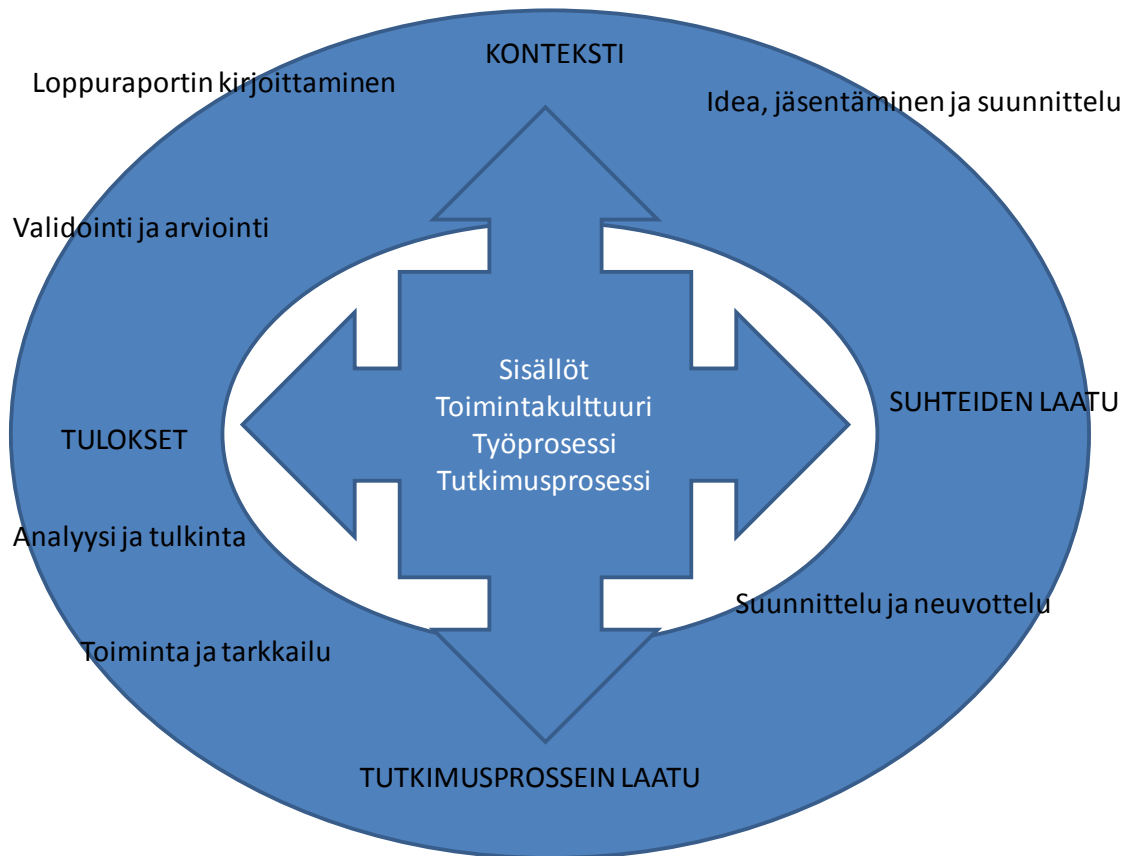 KONTEKSTI
Loppuraportin kirjoittaminen
Idea, jäsentäminen ja suunnittelu
Validointi ja arviointi
Sisällöt
Toimintakulttuuri
Työprosessi
Tutkimusprosessi
SUHTEIDEN LAATU
TULOKSET
Analyysi ja tulkinta
Suunnittelu ja neuvottelu
Toiminta ja tarkkailu
TUTKIMUSPROSSEIN LAATU